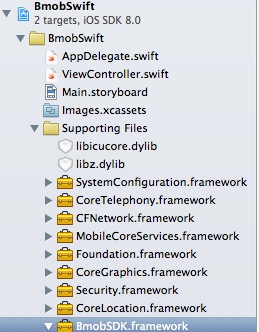 BmobSwift
2 targets, iOS SDK 8.0
BmobSwift
AppDelegate.swift
ViewController.swift
Main.storyboard
Images.xcassets
Supporting Files
libicucore.dylib
libz.dylib
SystemConfiguration.framework
CoreTelephony.framework
CFNetwork.framework
MobileCoreServices.framework
Foundation.framework
CoreGraphics.framework
Security.framework
CoreLocation.framework
BmobSDK.framework